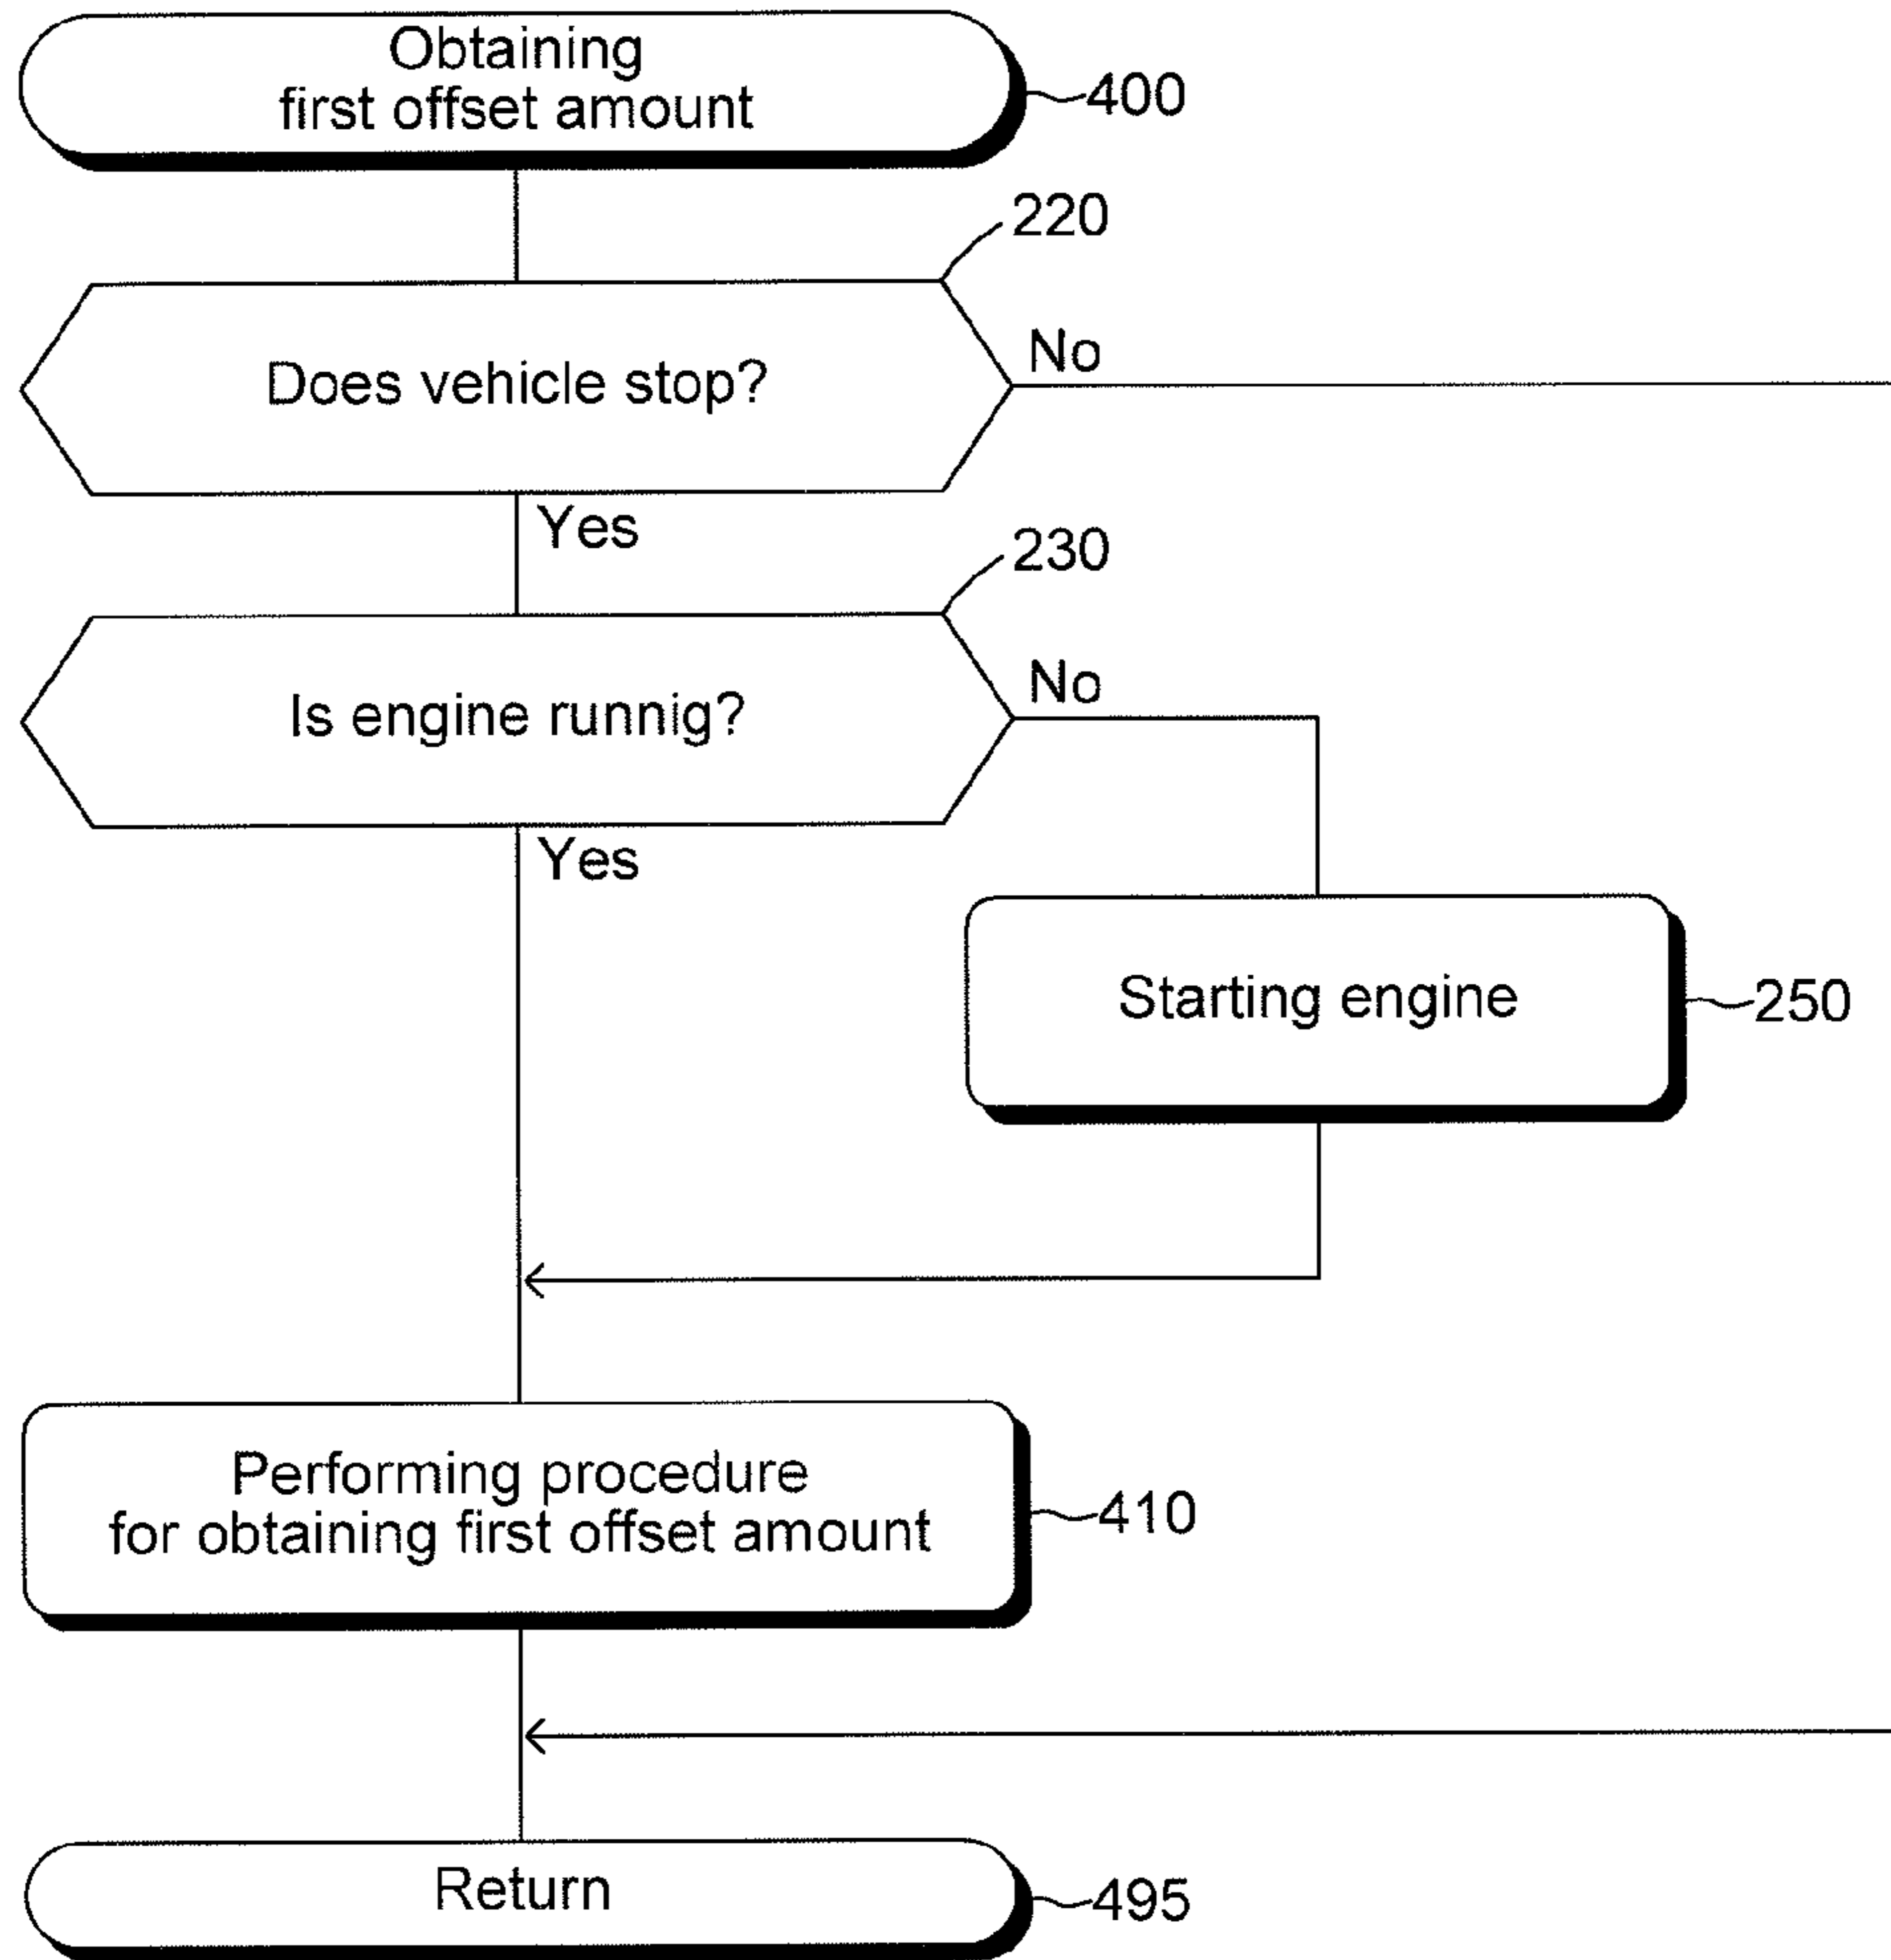 Obtaining
first offset amount
400
220
Does vehicle stop?
No
Yes
230
Is engine runnig?
No
Yes
Starting engine
250
Performing procedure
for obtaining first offset amount
410
Return
495